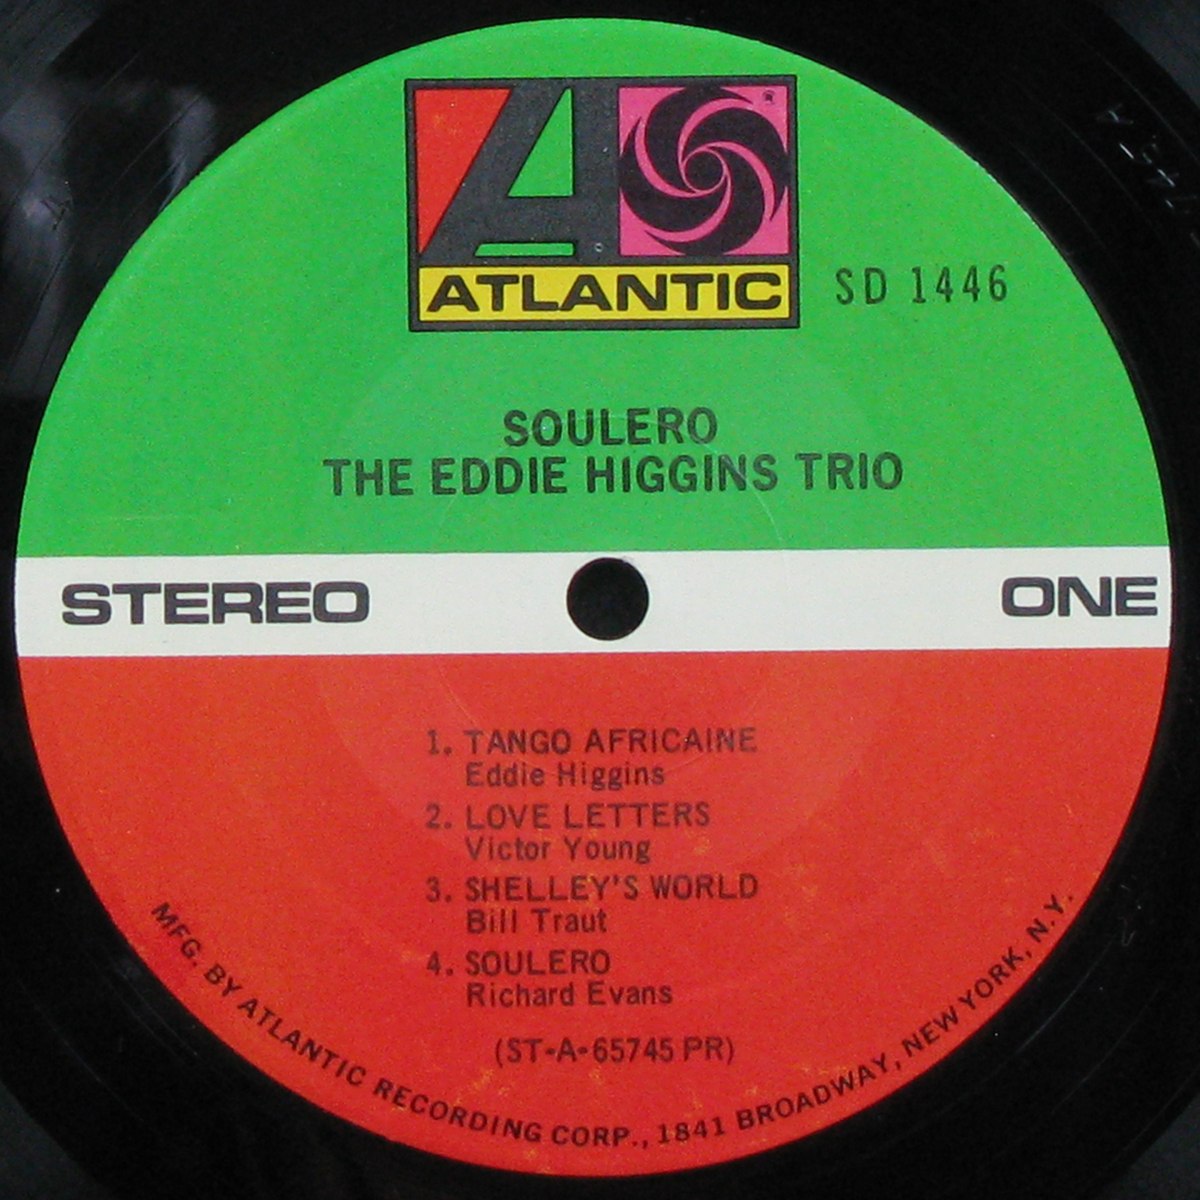 ATLANTIC
SD 1446
SOULERO
THE EDDIE HIGGINS TRIO
STEREO
ONE
1. TANGO AFRICAINE
Eddie Higgins
2. LOVE LETTERS
Victor Young
3. SHELLEY'S WORLD
Bill Traut
4. SOULERO
Richard Evans
(ST-A-65745 PR)
MFG. BY ATLANTIC RECORDING CORP., 1841 BROADWAY, NEW YORK, N.Y.